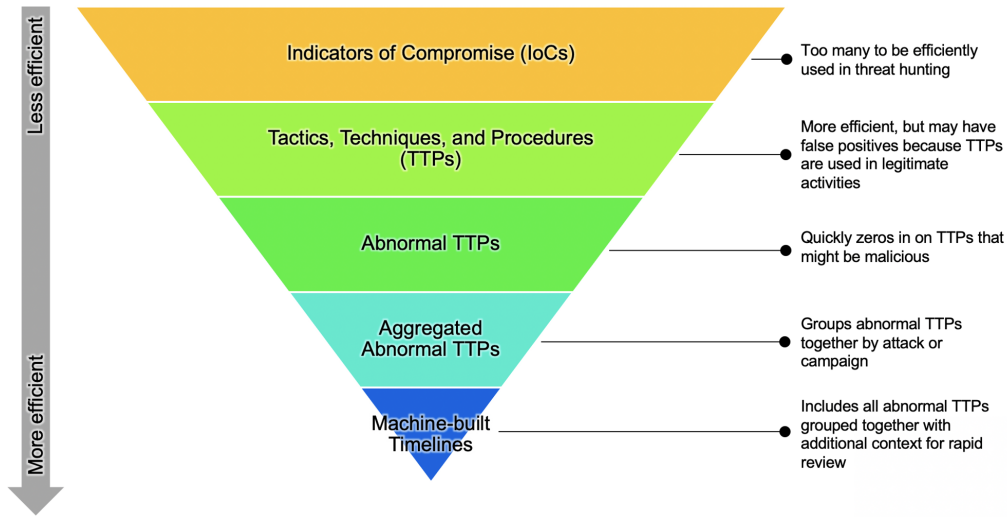 Less efficient
More efficient
Indicators of Compromise (IoCs)
Too many to be efficiently
used in threat hunting
Tactics, Techniques, and Procedures
(TTPs)
More efficient, but may have
false positives because TTPs
are used in legitimate
activities
Abnormal TTPs
Quickly zeros in on TTPs that
might be malicious
Aggregated
Abnormal TTPs
Groups abnormal TTPs
together by attack or
campaign
Machine-built
Timelines
Includes all abnormal TTPs
grouped together with
additional context for rapid
review